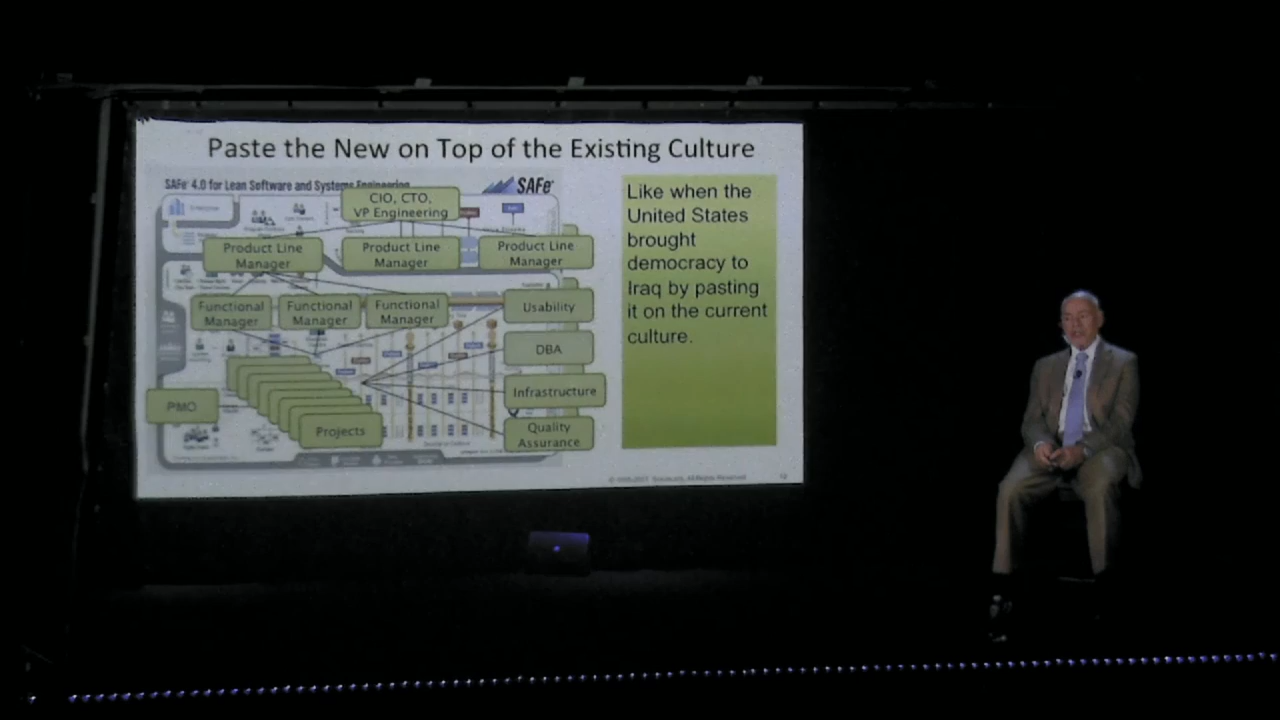 Paste the New on Top of the Existing Culture
SAFe 4.0 for Lean Software and Systems Engineering
SAFe
CIO, CTO,
VP Engineering
Product Line
Manager
Product Line
Manager
Product Line
Manager
Functional
Manager
Functional
Manager
Functional
Manager
Usability
DBA
Infrastructure
Quality
Assurance
PMO
Projects
Like when the
United States
brought
democracy to
Iraq by pasting
it on the current
culture.
All Rights Reserved